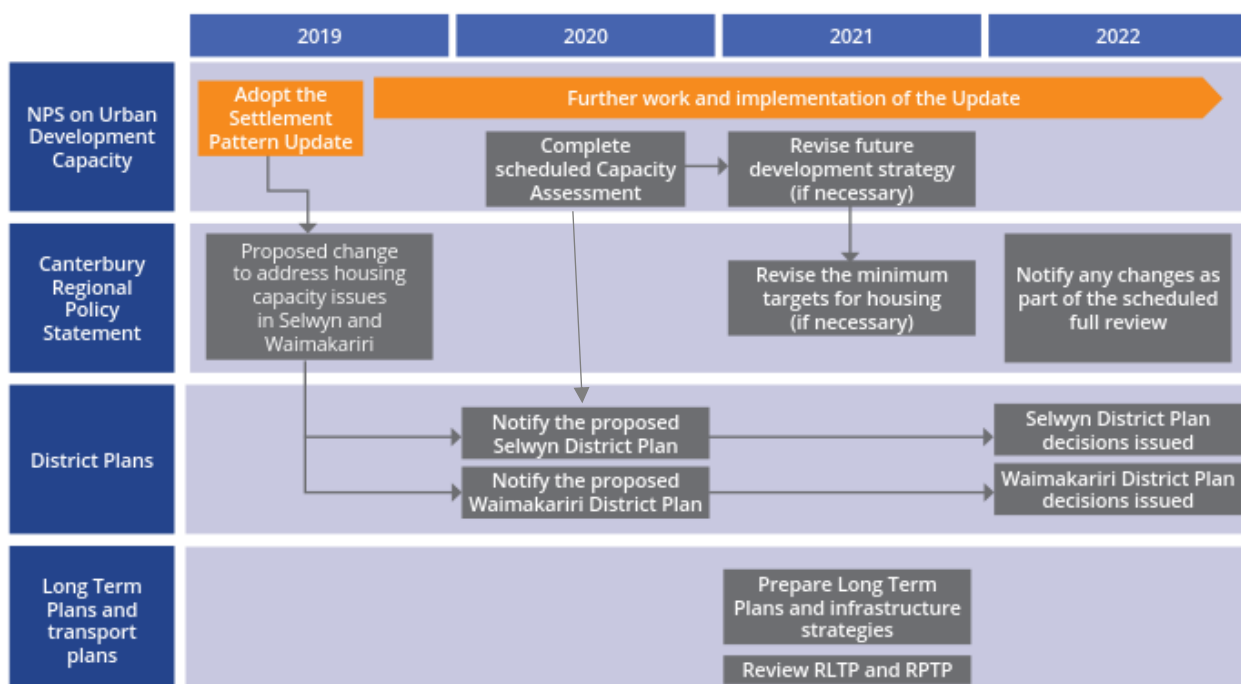 2019
2020
2021
2022
NPS on Urban
Development
Capacity
Adopt the
Settlement
Pattern Update
Further work and implementation of the Update
Complete
scheduled Capacity
Assessment
Revise future
development strategy
(if necessary)
Canterbury
Regional
Policy
Statement
Proposed change
to address housing
capacity issues
in Selwyn and
Waimakariri
Revise the minimum
targets for housing
(if necessary)
Notify any changes as
part of the scheduled
full review
District Plans
Notify the proposed
Selwyn District Plan
Selwyn District Plan
decisions issued
Notify the proposed
Waimakariri District Plan
Waimakariri District Plan
decisions issued
Long Term
Plans and
transport
plans
Prepare Long Term
Plans and infrastructure
strategies
Review RLTP and RPTP